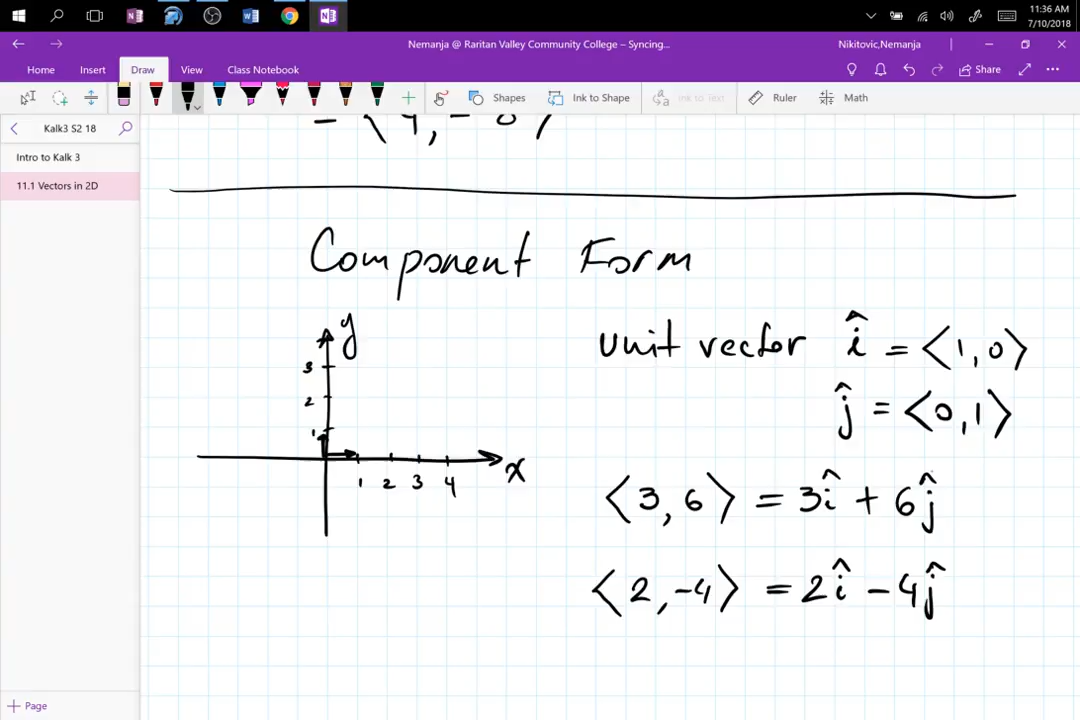 11:36 AM
7/10/2018
Nemanja @ Raritan Valley Community College – Syncing...
Nikitovic,Nemanja
Home Insert Draw View Class Notebook Share
Shapes Ink to Shape Ink to Text Ruler Math
Kalk3 S2 18
Intro to Kalk 3
11.1 Vectors in 2D
Component Form
y
3
2
1
1 2 3 4 x
unit vector î = ⟨1, 0⟩
ĵ = ⟨0, 1⟩
⟨3, 6⟩ = 3î + 6ĵ
⟨2, -4⟩ = 2î - 4ĵ
+ Page